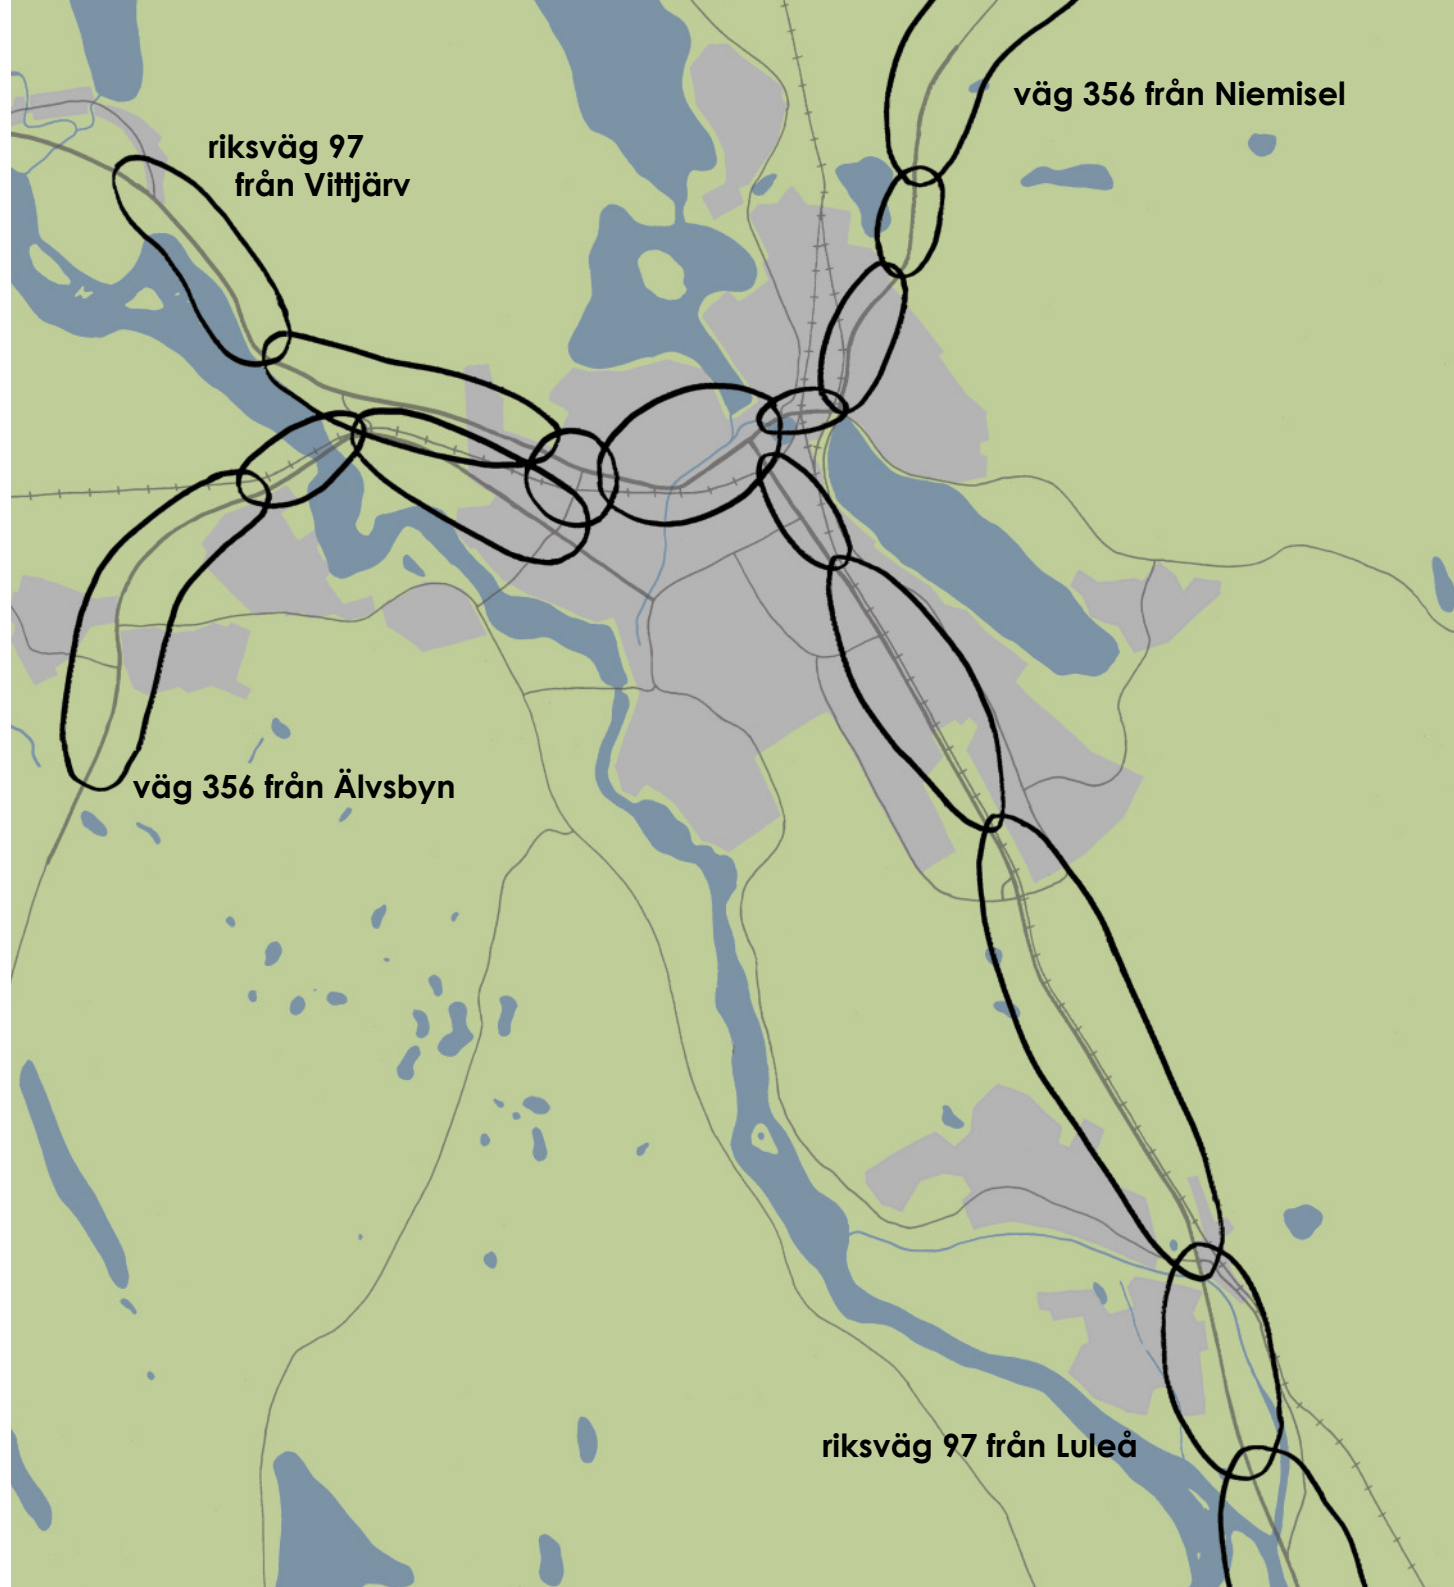 väg 356 från Niemisel
riksväg 97
från Vittjärv
väg 356 från Älvsbyn
riksväg 97 från Luleå